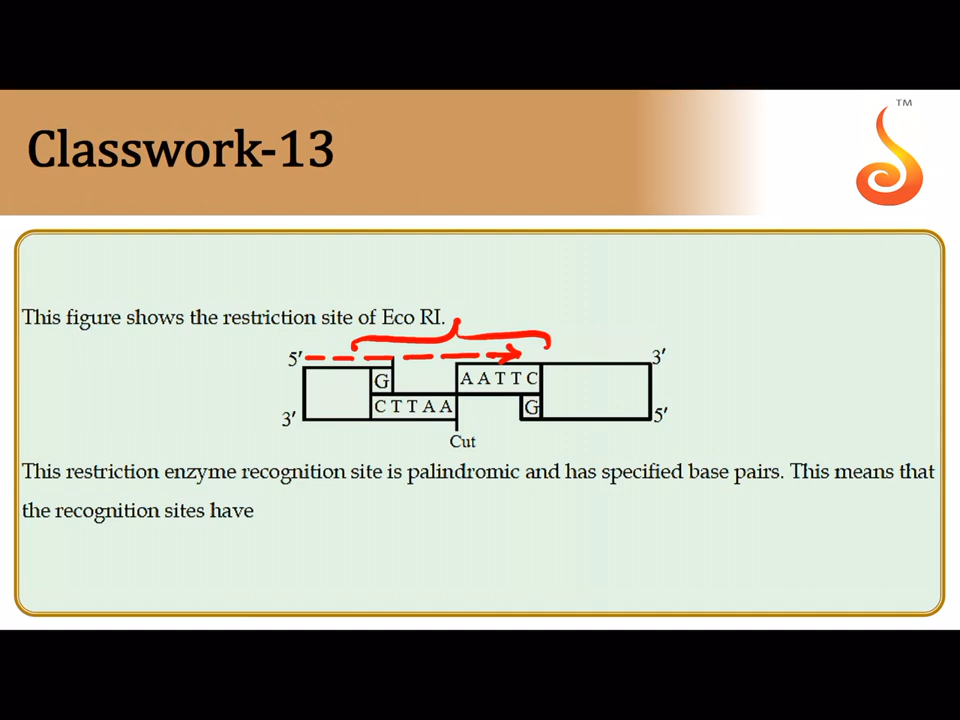 TM
Classwork-13
This figure shows the restriction site of Eco RI.
5′ 3′
G A A T T C
C T T A A G
3′ 5′
Cut
This restriction enzyme recognition site is palindromic and has specified base pairs. This means that
the recognition sites have